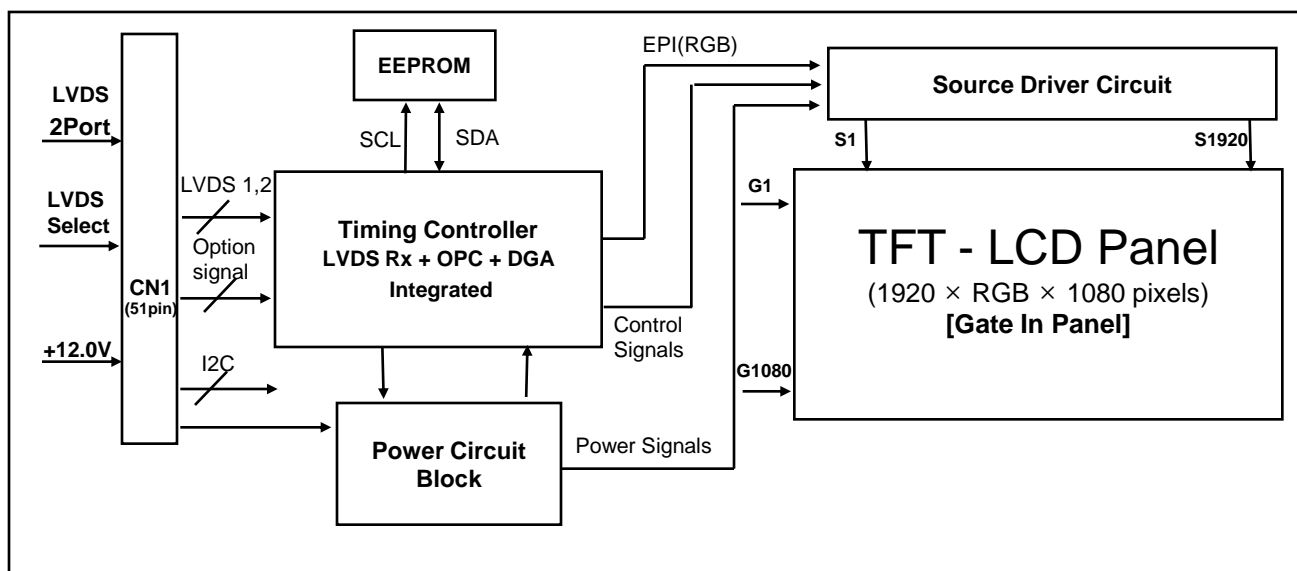 EPI(RGB)
EEPROM
Source Driver Circuit
LVDS
2Port
SCL
SDA
S1
S1920
LVDS 1,2
G1
LVDS
Select
Timing Controller
LVDS Rx + OPC + DGA
Integrated
TFT - LCD Panel
(1920 × RGB × 1080 pixels)
[Gate In Panel]
Option
signal
CN1
(51pin)
Control
Signals
+12.0V
I2C
G1080
Power Circuit
Block
Power Signals